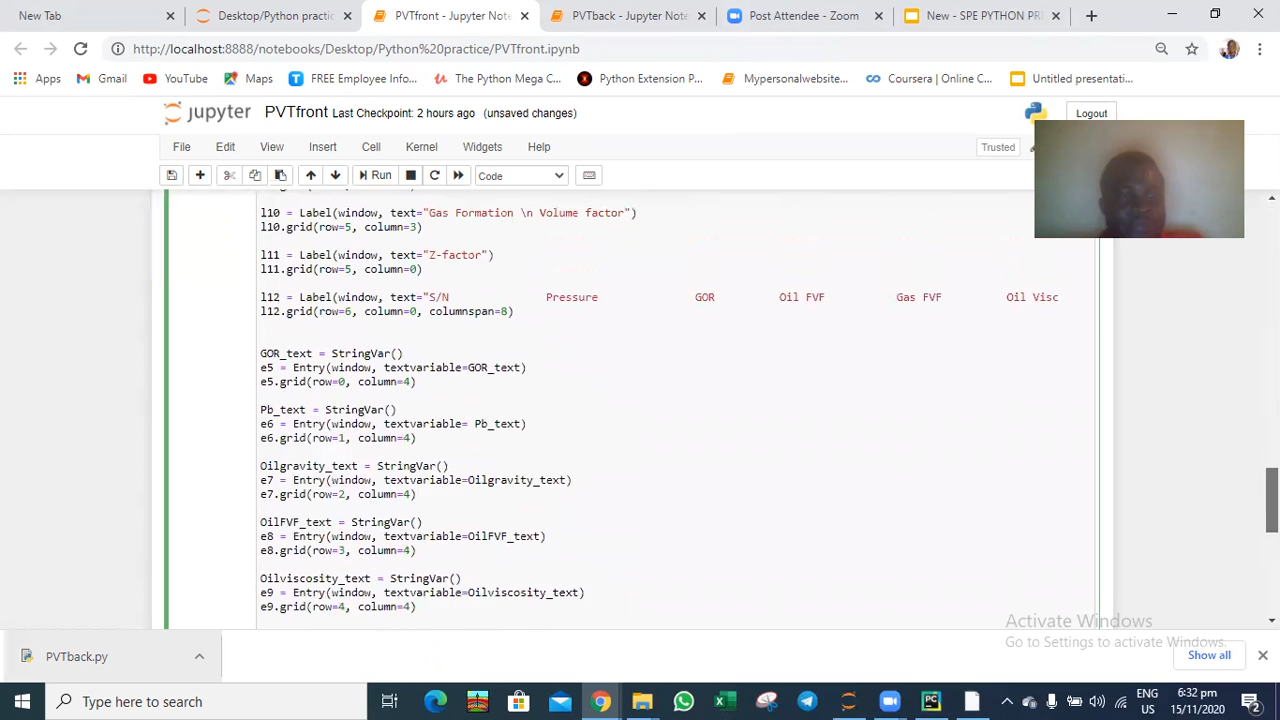 New Tab
Desktop/Python practic
PVTfront - Jupyter Note
PVTback - Jupyter Note
Post Attendee - Zoom
New - SPE PYTHON PRE
http://localhost:8888/notebooks/Desktop/Python%20practice/PVTfront.ipynb
Apps
Gmail
YouTube
Maps
FREE Employee Info...
The Python Mega C...
Python Extension P...
Mypersonalwebsite...
Coursera | Online C...
Untitled presentati...
jupyter PVTfront Last Checkpoint: 2 hours ago (unsaved changes)
Logout
File Edit View Insert Cell Kernel Widgets Help
Trusted
Run
Code
l10 = Label(window, text="Gas Formation \n Volume factor")
l10.grid(row=5, column=3)
l11 = Label(window, text="Z-factor")
l11.grid(row=5, column=0)
l12 = Label(window, text="S/N Pressure GOR Oil FVF Gas FVF Oil Visc
l12.grid(row=6, column=0, columnspan=8)
GOR_text = StringVar()
e5 = Entry(window, textvariable=GOR_text)
e5.grid(row=0, column=4)
Pb_text = StringVar()
e6 = Entry(window, textvariable= Pb_text)
e6.grid(row=1, column=4)
Oilgravity_text = StringVar()
e7 = Entry(window, textvariable=Oilgravity_text)
e7.grid(row=2, column=4)
OilFVF_text = StringVar()
e8 = Entry(window, textvariable=OilFVF_text)
e8.grid(row=3, column=4)
Oilviscosity_text = StringVar()
e9 = Entry(window, textvariable=Oilviscosity_text)
e9.grid(row=4, column=4)
Activate Windows
Go to Settings to activate Windows.
PVTback.py
Show all
Type here to search
ENG
US
6:32 pm
15/11/2020
2